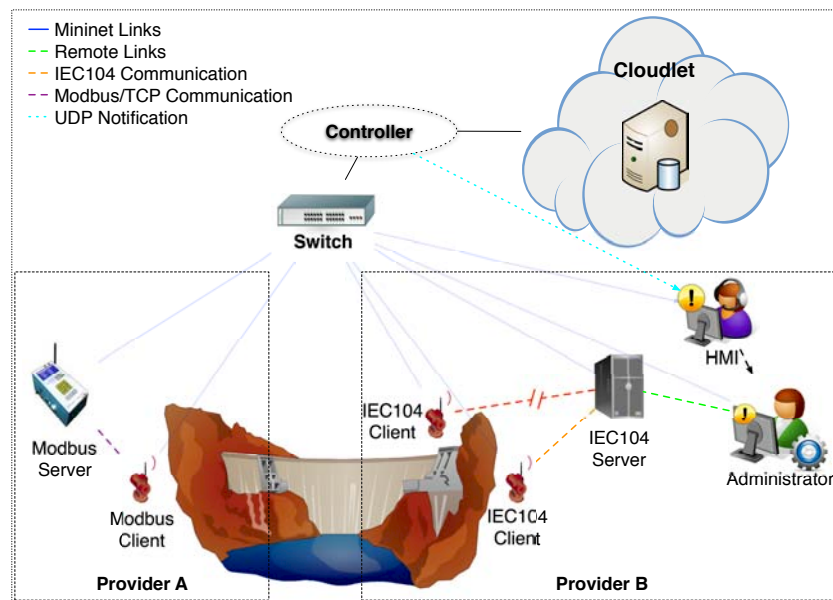 Mininet Links
Remote Links
IEC104 Communication
Modbus/TCP Communication
UDP Notification
Cloudlet
Controller
Switch
HMI
IEC104
Client
Modbus
Server
IEC104
Server
Administrator
Modbus
Client
IEC104
Client
Provider A
Provider B